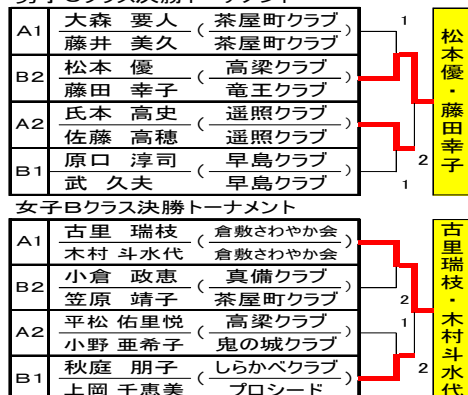 A1 大森 要人 ( 茶屋町クラブ ) 1
藤井 美久 茶屋町クラブ
B2 松本 優 ( 高梁クラブ )
藤田 幸子 竜王クラブ
A2 氏本 高史 ( 遥照クラブ )
佐藤 高穂 遥照クラブ
B1 原口 淳司 ( 早島クラブ ) 2
武 久夫 早島クラブ 1
松本優・藤田幸子
女子Bクラス決勝トーナメント
A1 古里 瑞枝 ( 倉敷さわやか会 )
木村 斗水代 倉敷さわやか会
B2 小倉 政恵 ( 真備クラブ )
笠原 靖子 茶屋町クラブ 2
A2 平松 佑里悦 ( 高梁クラブ ) 1
小野 亜希子 鬼の城クラブ
B1 秋庭 朋子 ( しらかべクラブ ) 2
上岡 千恵美 プロシード
古里瑞枝・木村斗水代